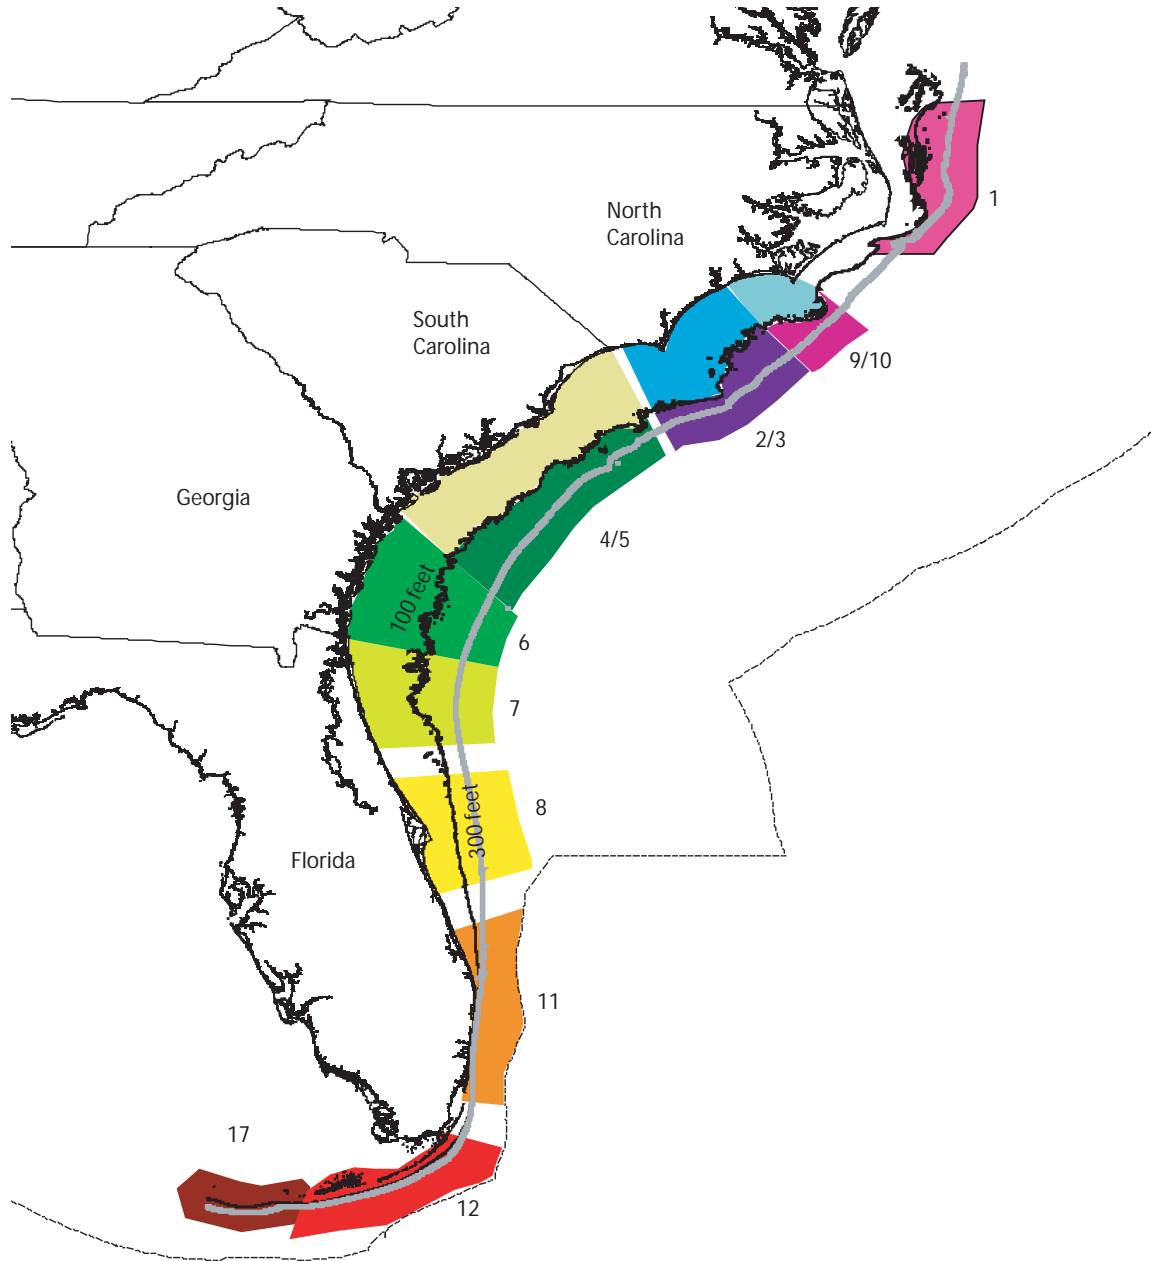 1
North
Carolina
South
Carolina
9/10
2/3
Georgia
4/5
100 feet
6
7
8
300 feet
Florida
11
17
12